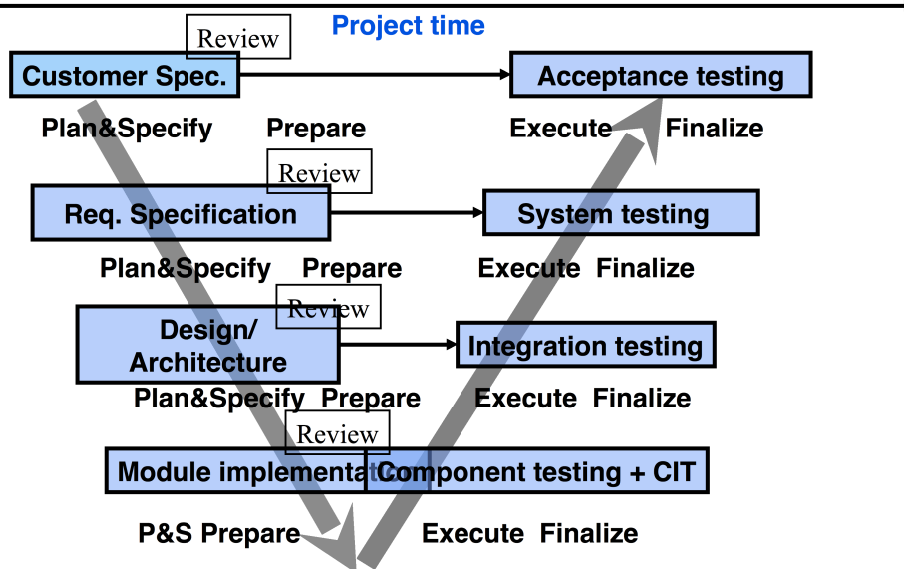 Project time
Review
Customer Spec.
Acceptance testing
Plan&Specify Prepare Execute Finalize
Review
Req. Specification
System testing
Plan&Specify Prepare Execute Finalize
Review
Design/
Architecture
Integration testing
Plan&Specify Prepare Execute Finalize
Review
Module implementation
Component testing + CIT
P&S Prepare Execute Finalize